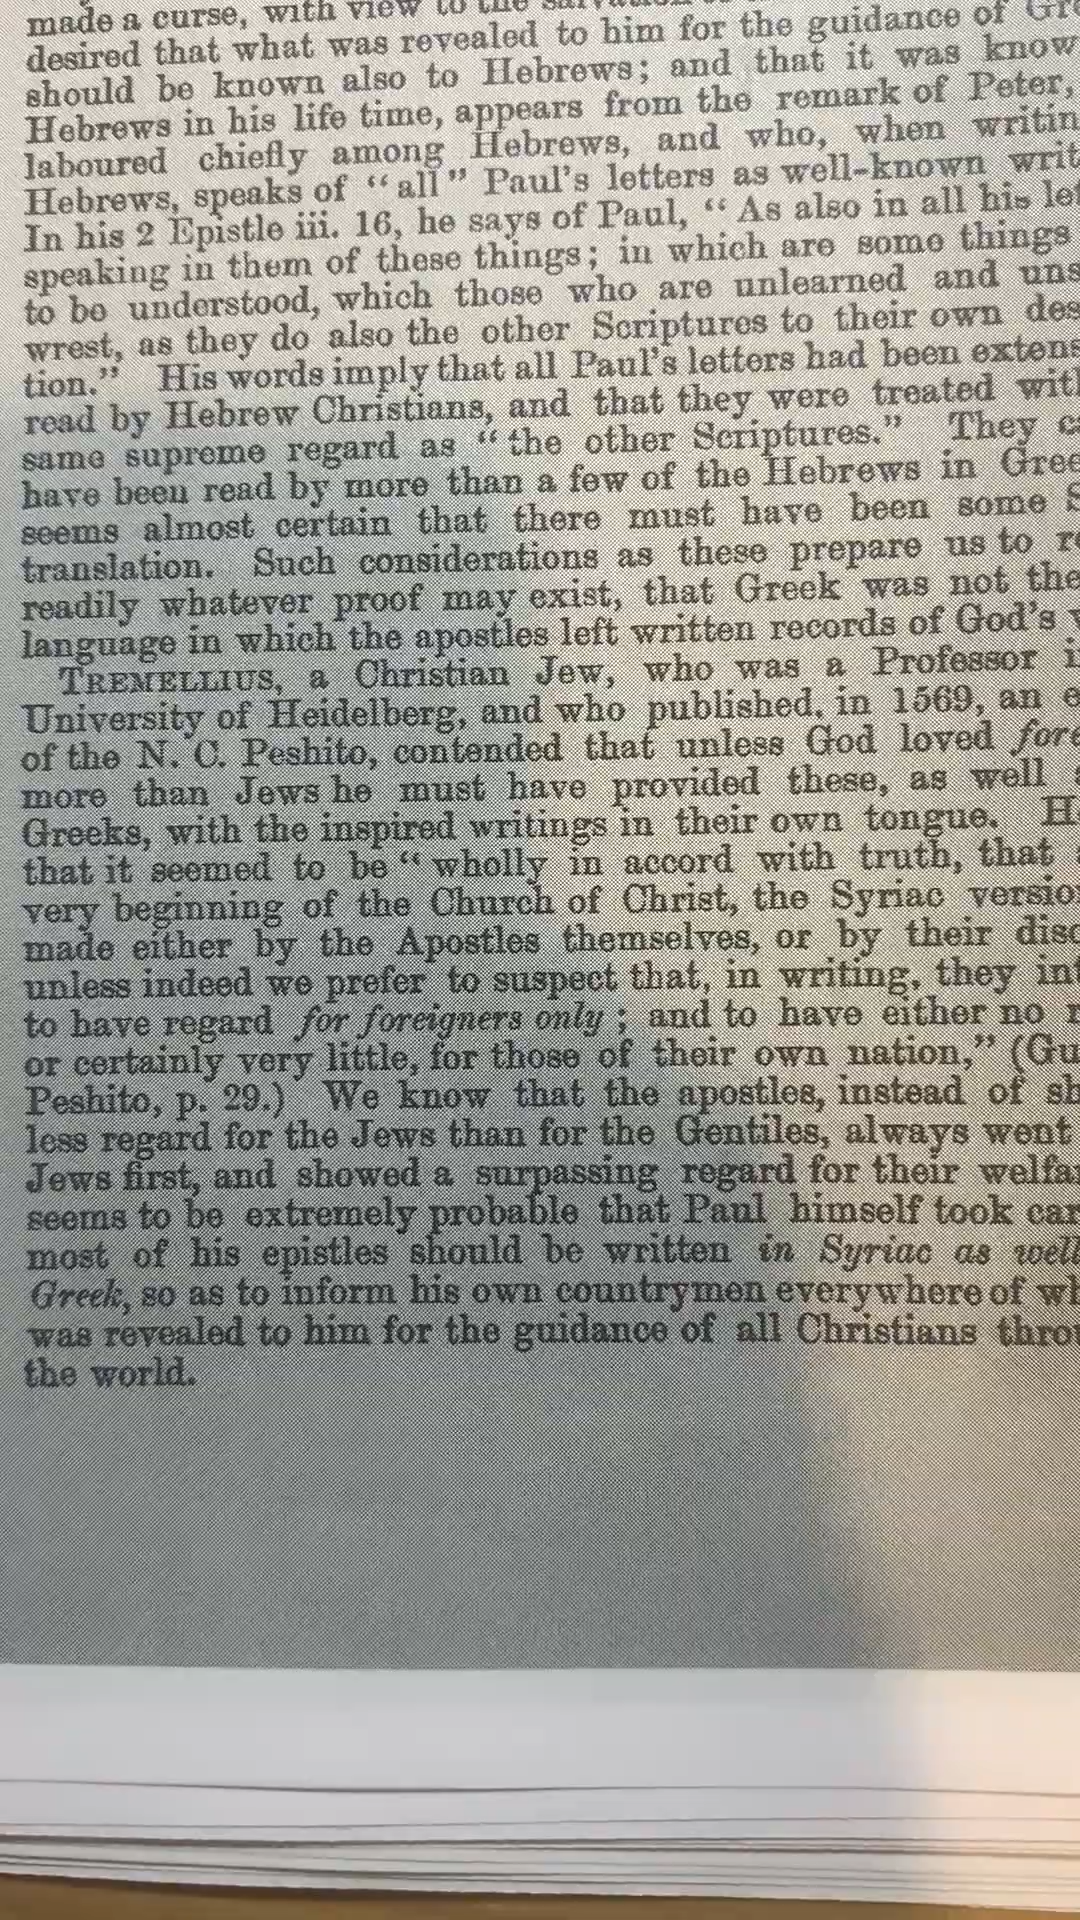 made a curse, with view to the
desired that what was revealed to him for the guidance of
should be known also to Hebrews; and that it was
Hebrews in his life time, appears from the remark of Peter,
laboured chiefly among Hebrews, and who, when
Hebrews, speaks of "all" Paul's letters as well-known
In his 2 Epistle iii. 16, he says of Paul, "As also in all his
speaking in them of these things; in which are some things
to be understood, which those who are unlearned and
wrest, as they do also the other Scriptures to their own
tion." His words imply that all Paul's letters had been
read by Hebrew Christians, and that they were treated
same supreme regard as "the other Scriptures." They
have been read by more than a few of the Hebrews in
seems almost certain that there must have been some
translation. Such considerations as these prepare us to
readily whatever proof may exist, that Greek was not the
language in which the apostles left written records of God's
TREMELLIUS, a Christian Jew, who was a Professor
University of Heidelberg, and who published, in 1569, an
of the N. C. Peshito, contended that unless God loved
more than Jews he must have provided these, as well
Greeks, with the inspired writings in their own tongue.
that it seemed to be "wholly in accord with truth, that
very beginning of the Church of Christ, the Syriac
made either by the Apostles themselves, or by their
unless indeed we prefer to suspect that, in writing, they
to have regard for foreigners only; and to have either no
or certainly very little, for those of their own nation,"
Peshito, p. 29.) We know that the apostles, instead of
less regard for the Jews than for the Gentiles, always went
Jews first, and showed a surpassing regard for their
seems to be extremely probable that Paul himself took
most of his epistles should be written in Syriac as well
Greek, so as to inform his own countrymen everywhere of
was revealed to him for the guidance of all Christians
the world.